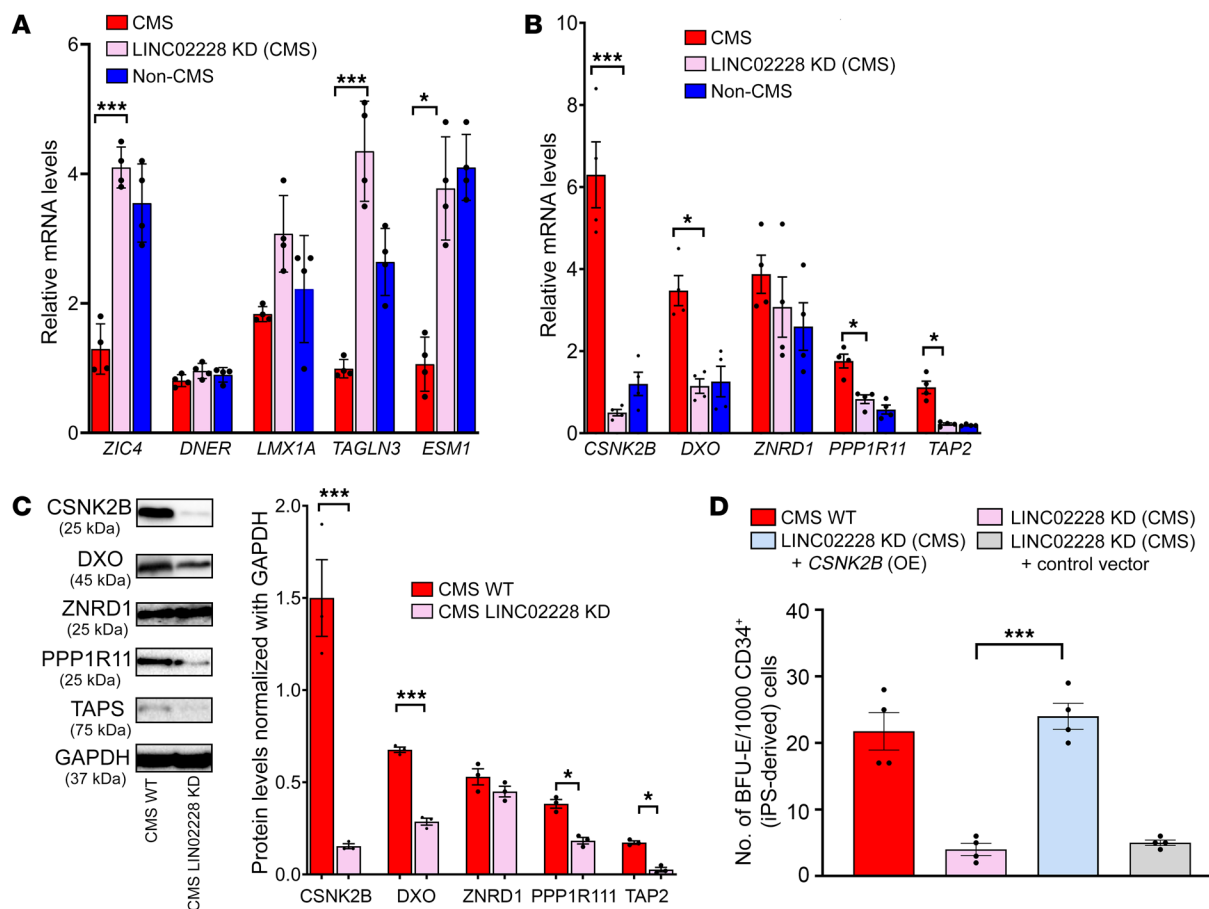 A
CMS
LINC02228 KD (CMS)
Non-CMS
Relative mRNA levels
6
4
2
0
***
***
*
ZIC4 DNER LMX1A TAGLN3 ESM1
B
CMS
LINC02228 KD (CMS)
Non-CMS
Relative mRNA levels
10
8
6
4
2
0
***
*
*
*
CSNK2B DXO ZNRD1 PPP1R11 TAP2
C
CSNK2B
(25 kDa)
DXO
(45 kDa)
ZNRD1
(25 kDa)
PPP1R11
(25 kDa)
TAPS
(75 kDa)
GAPDH
(37 kDa)
CMS WT
CMS LIN02228 KD
Protein levels normalized with GAPDH
2.0
1.5
1.0
0.5
0.0
CMS WT
CMS LINC02228 KD
***
***
*
*
CSNK2B DXO ZNRD1 PPP1R111 TAP2
D
CMS WT
LINC02228 KD (CMS)
+ CSNK2B (OE)
LINC02228 KD (CMS)
LINC02228 KD (CMS)
+ control vector
No. of BFU-E/1000 CD34+
(iPS-derived) cells
40
30
20
10
0
***